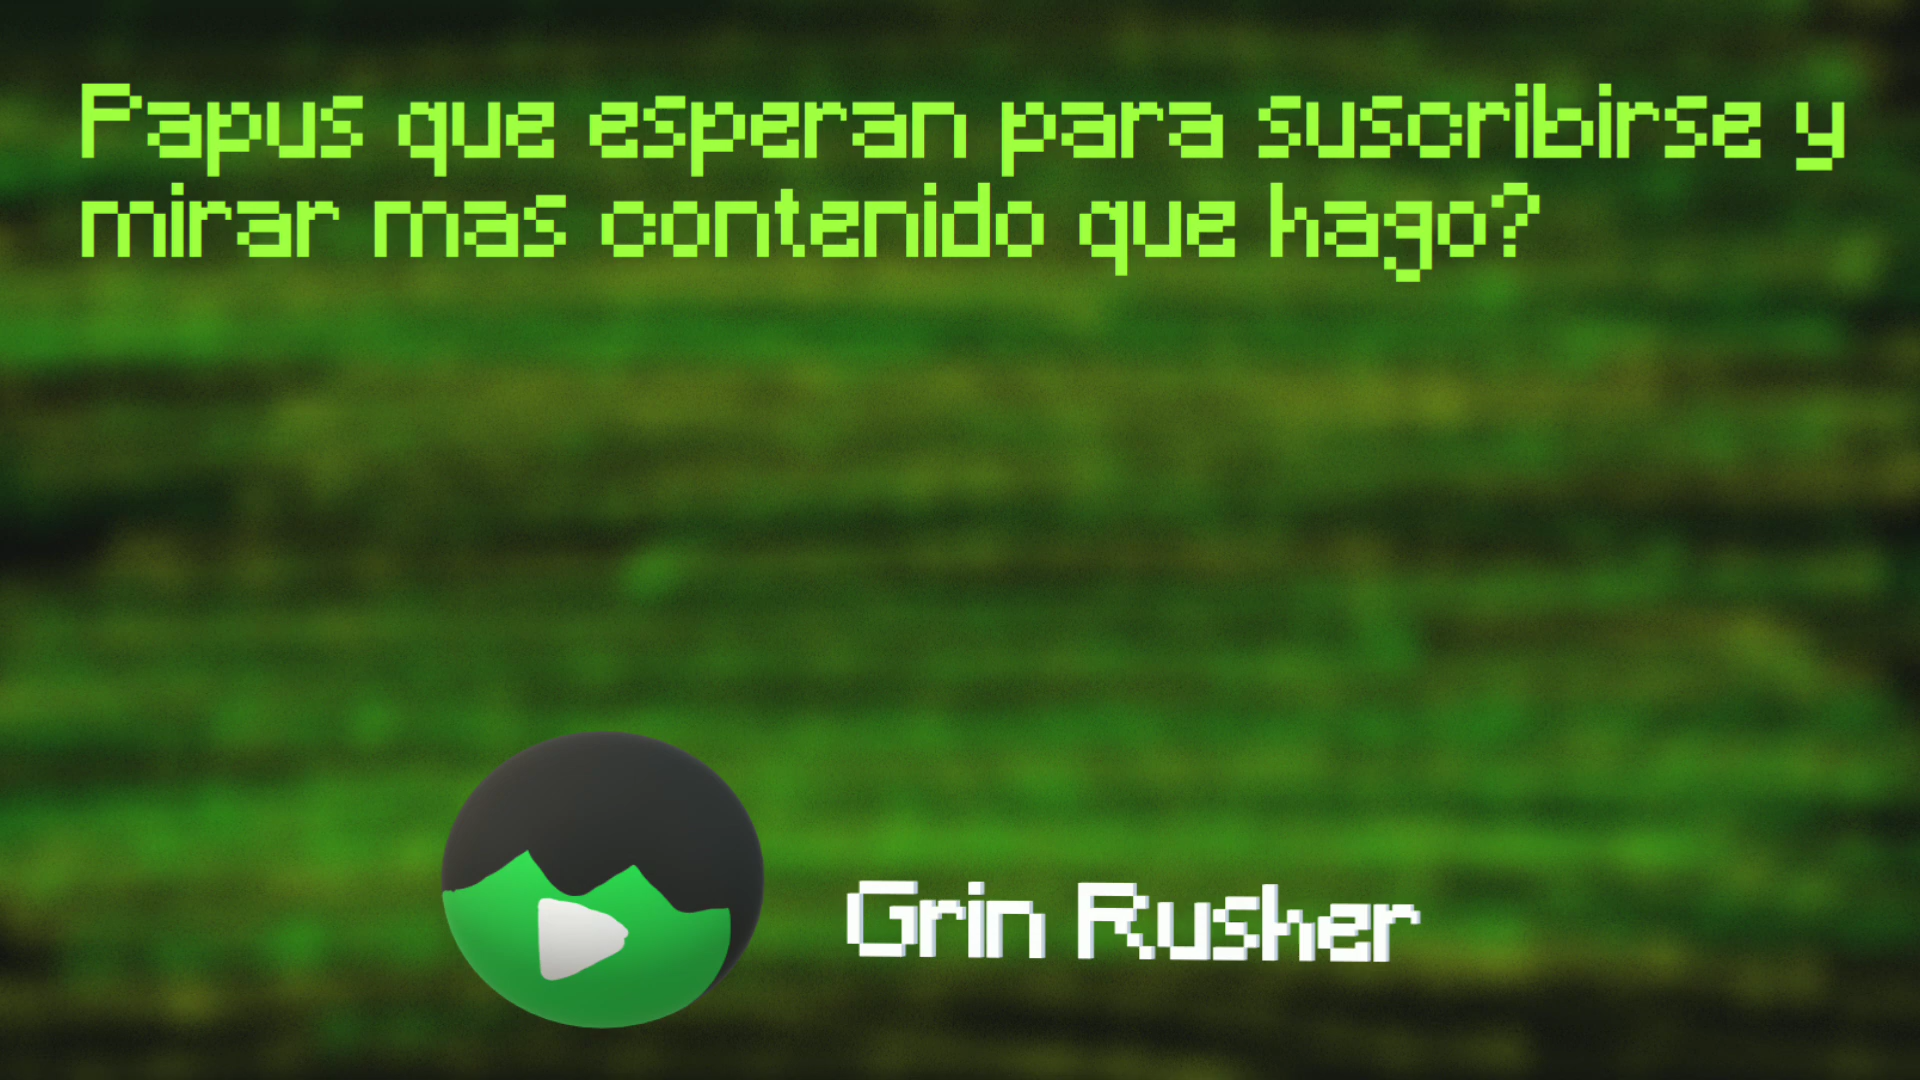 Papus que esperan para suscribirse y
mirar mas contenido que hago?
Grin Rusher